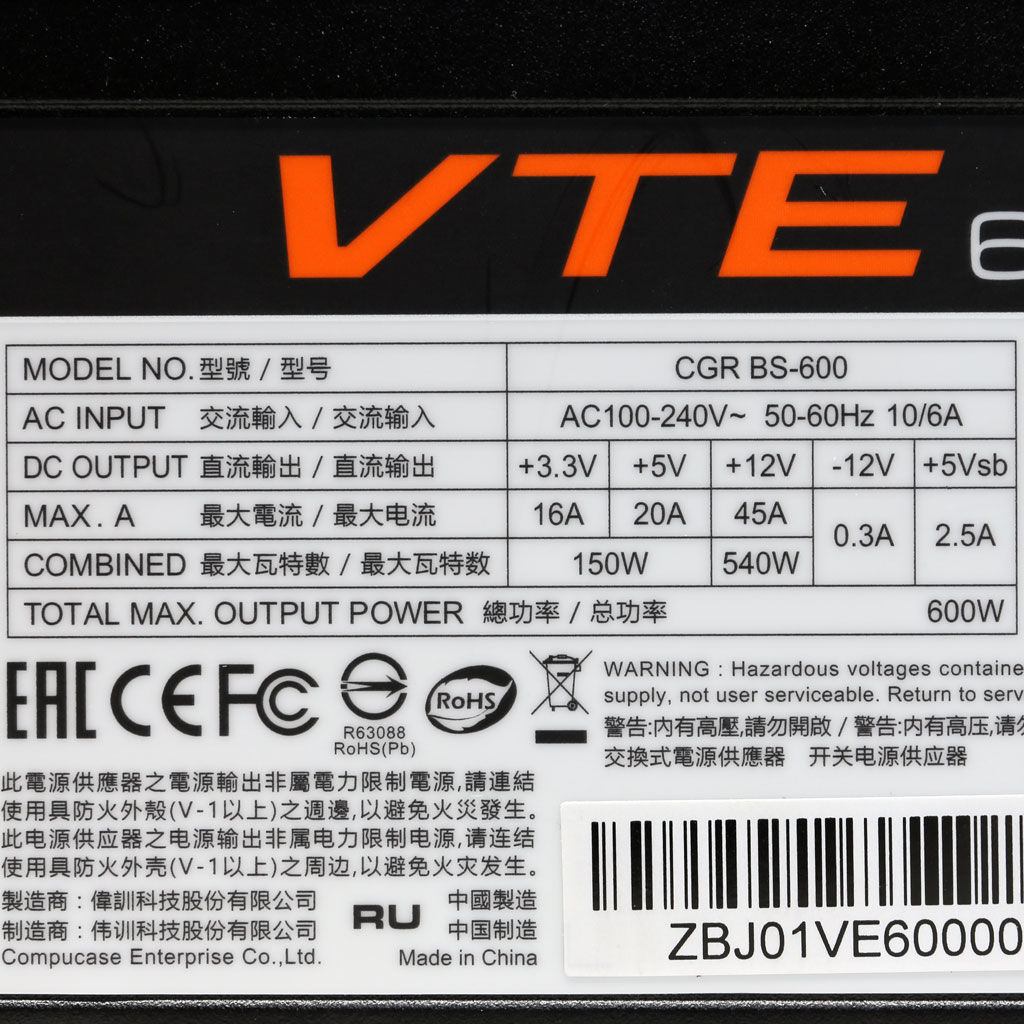 VTE 6
MODEL NO. 型號 / 型号 CGR BS-600
AC INPUT 交流輸入 / 交流输入 AC100-240V~ 50-60Hz 10/6A
DC OUTPUT 直流輸出 / 直流输出 +3.3V +5V +12V -12V +5Vsb
MAX. A 最大電流 / 最大电流 16A 20A 45A 0.3A 2.5A
COMBINED 最大瓦特數 / 最大瓦特数 150W 540W
TOTAL MAX. OUTPUT POWER 總功率 / 总功率 600W
EAC CE FC RoHS
R63088
RoHS(Pb)
WARNING : Hazardous voltages containe
supply, not user serviceable. Return to serv
警告:内有高壓,請勿開啟 / 警告:内有高压,请勿
交換式電源供應器 开关电源供应器
此電源供應器之電源輸出非屬電力限制電源,請連結
使用具防火外殼(V-1以上)之週邊,以避免火災發生。
此电源供应器之电源输出非属电力限制电源,请连结
使用具防火外壳(V-1以上)之周边,以避免火灾发生。
製造商：偉訓科技股份有限公司
制造商：伟训科技股份有限公司
Compucase Enterprise Co.,Ltd.
RU
中國製造
中国制造
Made in China
ZBJ01VE60000